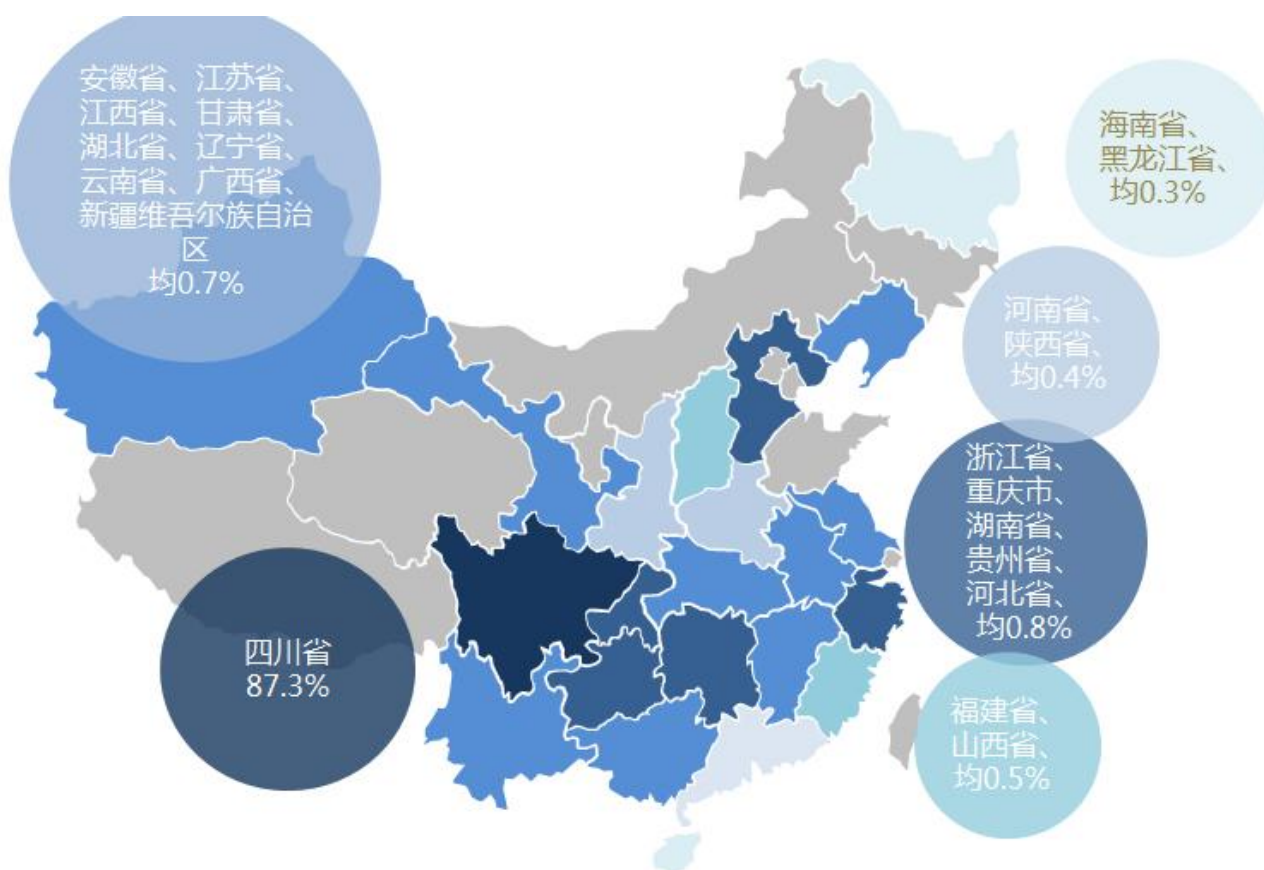 安徽省、江苏省、
江西省、甘肃省、
湖北省、辽宁省、
云南省、广西省、
新疆维吾尔族自治
区
均0.7%
海南省、
黑龙江省、
均0.3%
河南省、
陕西省、
均0.4%
浙江省、
重庆市、
湖南省、
贵州省、
河北省、
均0.8%
四川省
87.3%
福建省、
山西省、
均0.5%